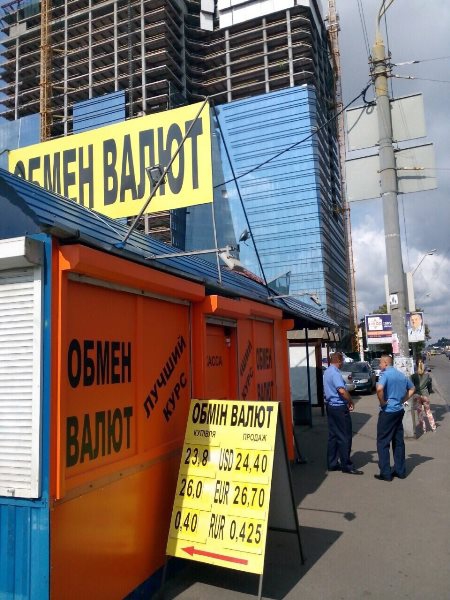 ОБМЕН ВАЛЮТ
ОБМЕН
ВАЛЮТ
ЛУЧШИЙ
КУРС
КАССА
ОБМЕН
ВАЛЮТ
ОБМІН ВАЛЮТ
КУПІВЛЯ ПРОДАЖ
23,8 USD 24,40
26,0 EUR 26,70
0,40 RUR 0,425